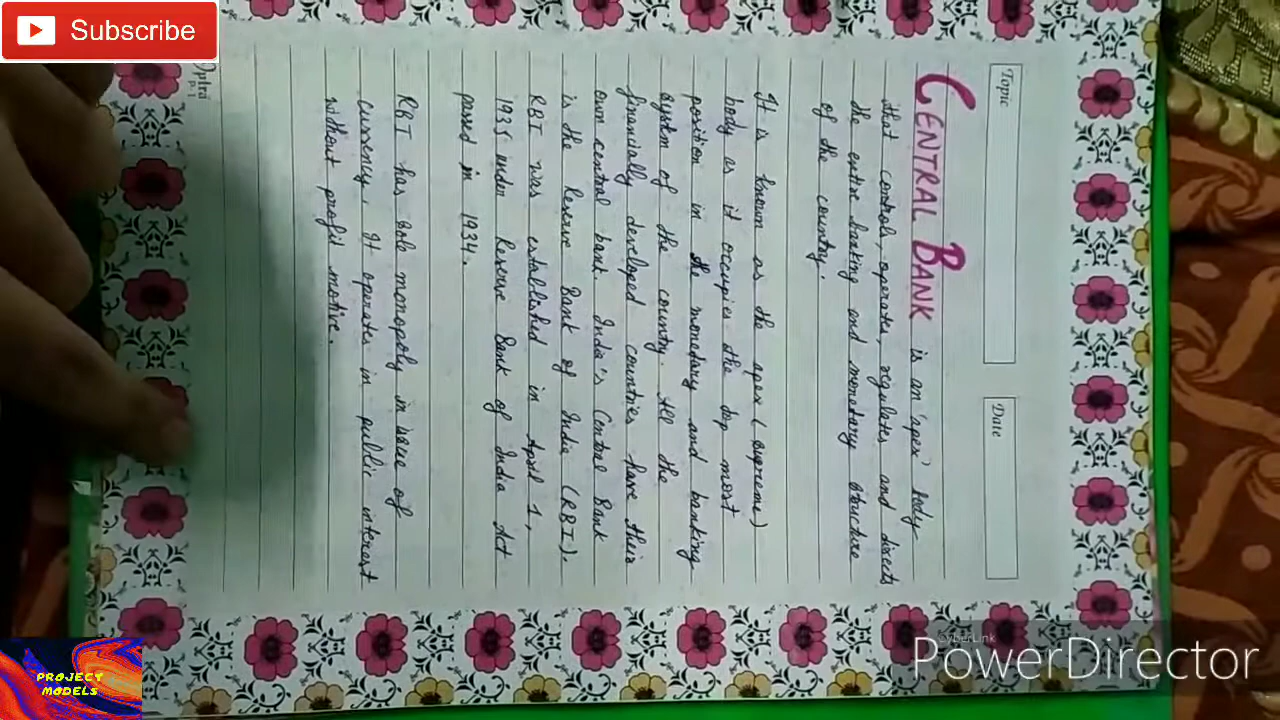 Subscribe
Topic
Date
CENTRAL BANK is an 'apex' body
that controls, operates, regulates and directs
the entire banking and monetary structure
of the country.
It is known as the apex (supreme)
body as it occupies the top most
position in the monetary and banking
system of the country. All the
financially developed countries have their
own central bank. India's Central Bank
is the Reserve Bank of India (RBI).
RBI was established in April 1,
1935 under Reserve Bank of India Act
passed in 1934.
RBI has sole monopoly in issue of
currency. It operates in public interest
without profit motive.
PROJECT
MODELS
CyberLink
PowerDirector